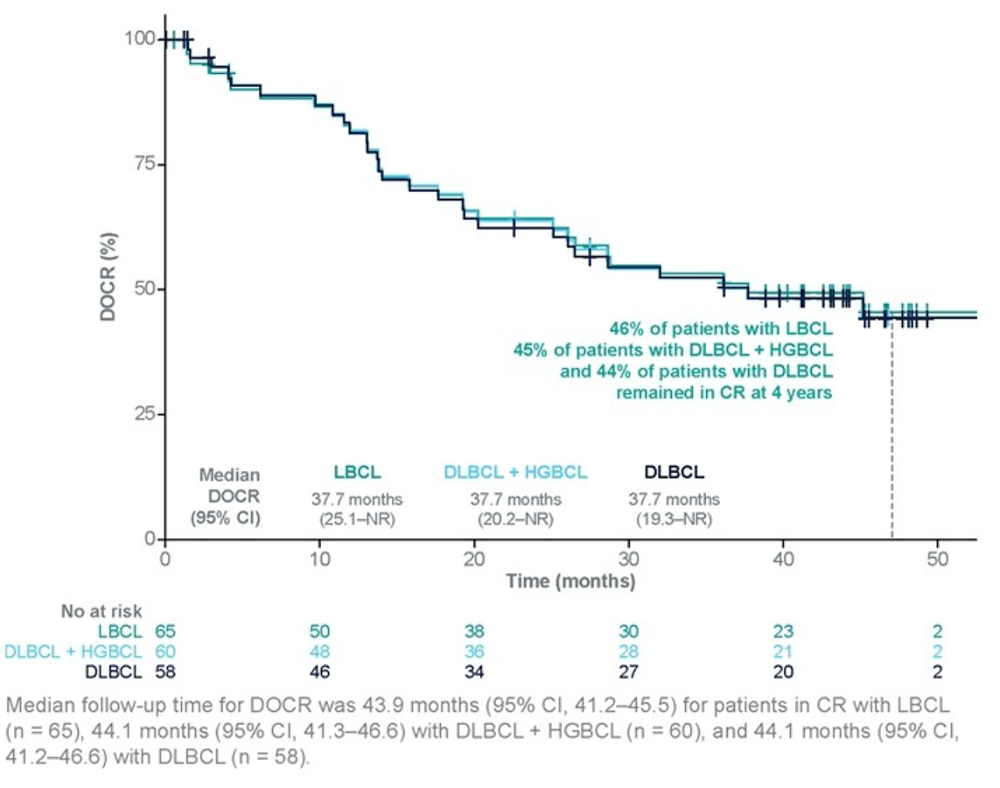 100
75
50
25
0
DOCR (%)
46% of patients with LBCL
45% of patients with DLBCL + HGBCL
and 44% of patients with DLBCL
remained in CR at 4 years
Median DOCR (95% CI)
LBCL DLBCL + HGBCL DLBCL
37.7 months 37.7 months 37.7 months
(25.1–NR) (20.2–NR) (19.3–NR)
0 10 20 30 40 50
Time (months)
No at risk
LBCL 65 50 38 30 23 2
DLBCL + HGBCL 60 48 36 28 21 2
DLBCL 58 46 34 27 20 2
Median follow-up time for DOCR was 43.9 months (95% CI, 41.2–45.5) for patients in CR with LBCL
(n = 65), 44.1 months (95% CI, 41.3–46.6) with DLBCL + HGBCL (n = 60), and 44.1 months (95% CI,
41.2–46.6) with DLBCL (n = 58).